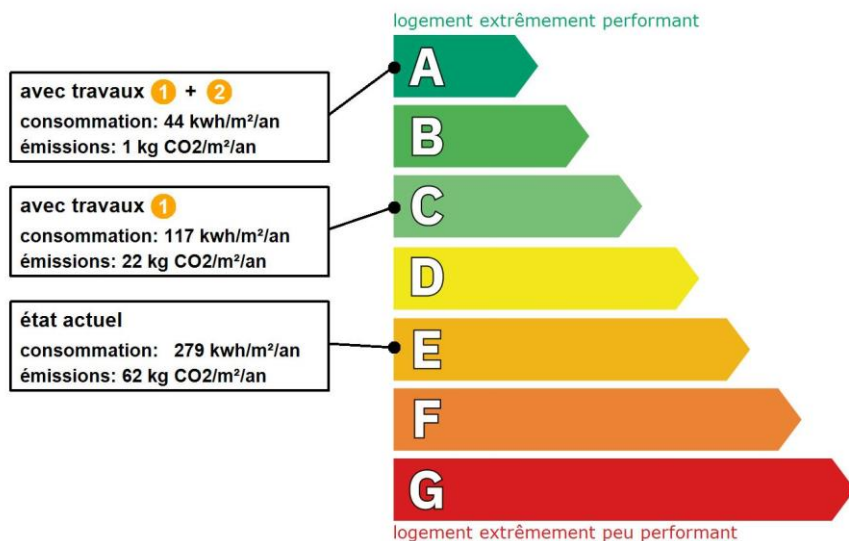 logement extrêmement performant
A
avec travaux 1 + 2
consommation: 44 kwh/m²/an
émissions: 1 kg CO2/m²/an
B
avec travaux 1
consommation: 117 kwh/m²/an
émissions: 22 kg CO2/m²/an
C
D
état actuel
consommation: 279 kwh/m²/an
émissions: 62 kg CO2/m²/an
E
F
G
logement extrêmement peu performant